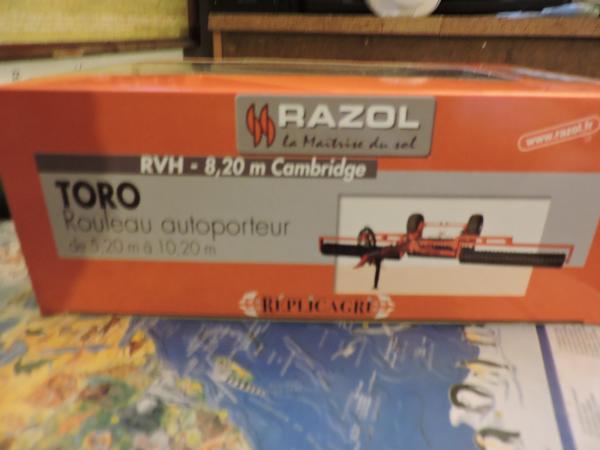 RAZOL
la Maîtrise du sol
www.razol.fr
RVH - 8,20 m Cambridge
TORO
Rouleau autoporteur
de 5,20 m à 10,20 m
REPLICAGRI